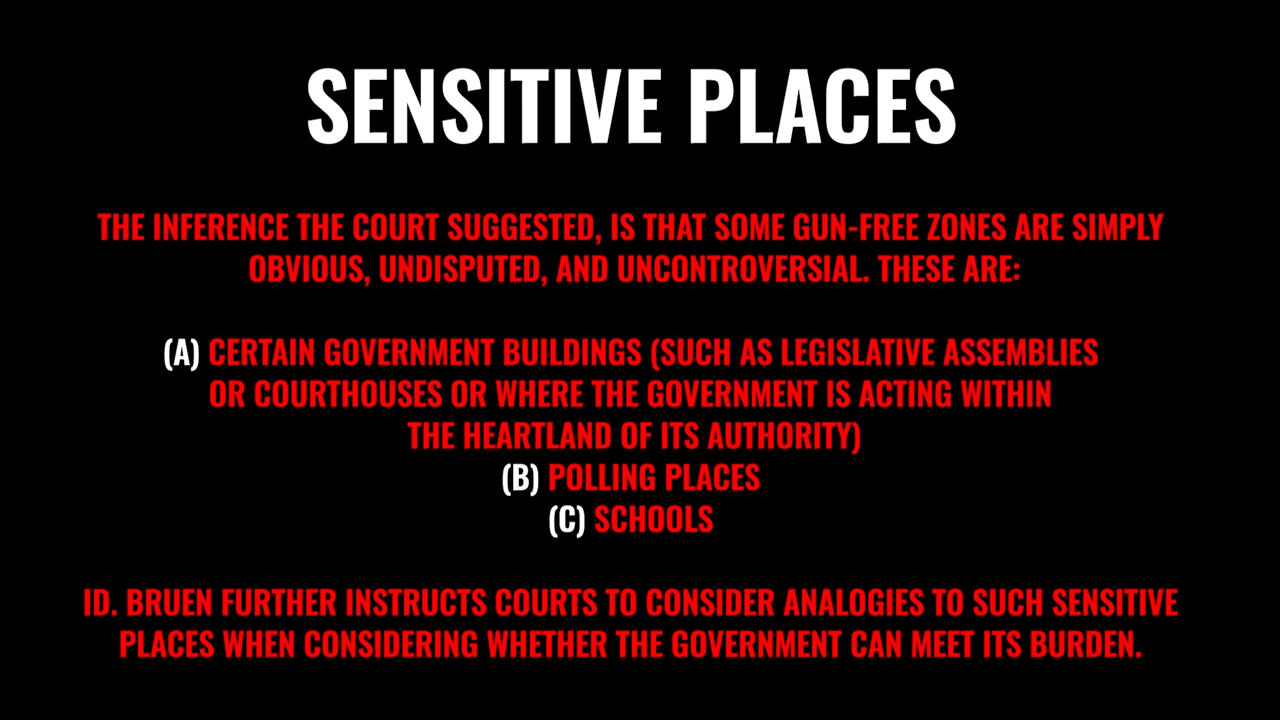 SENSITIVE PLACES
THE INFERENCE THE COURT SUGGESTED, IS THAT SOME GUN-FREE ZONES ARE SIMPLY
OBVIOUS, UNDISPUTED, AND UNCONTROVERSIAL. THESE ARE:
(A) CERTAIN GOVERNMENT BUILDINGS (SUCH AS LEGISLATIVE ASSEMBLIES
OR COURTHOUSES OR WHERE THE GOVERNMENT IS ACTING WITHIN
THE HEARTLAND OF ITS AUTHORITY)
(B) POLLING PLACES
(C) SCHOOLS
ID. BRUEN FURTHER INSTRUCTS COURTS TO CONSIDER ANALOGIES TO SUCH SENSITIVE
PLACES WHEN CONSIDERING WHETHER THE GOVERNMENT CAN MEET ITS BURDEN.